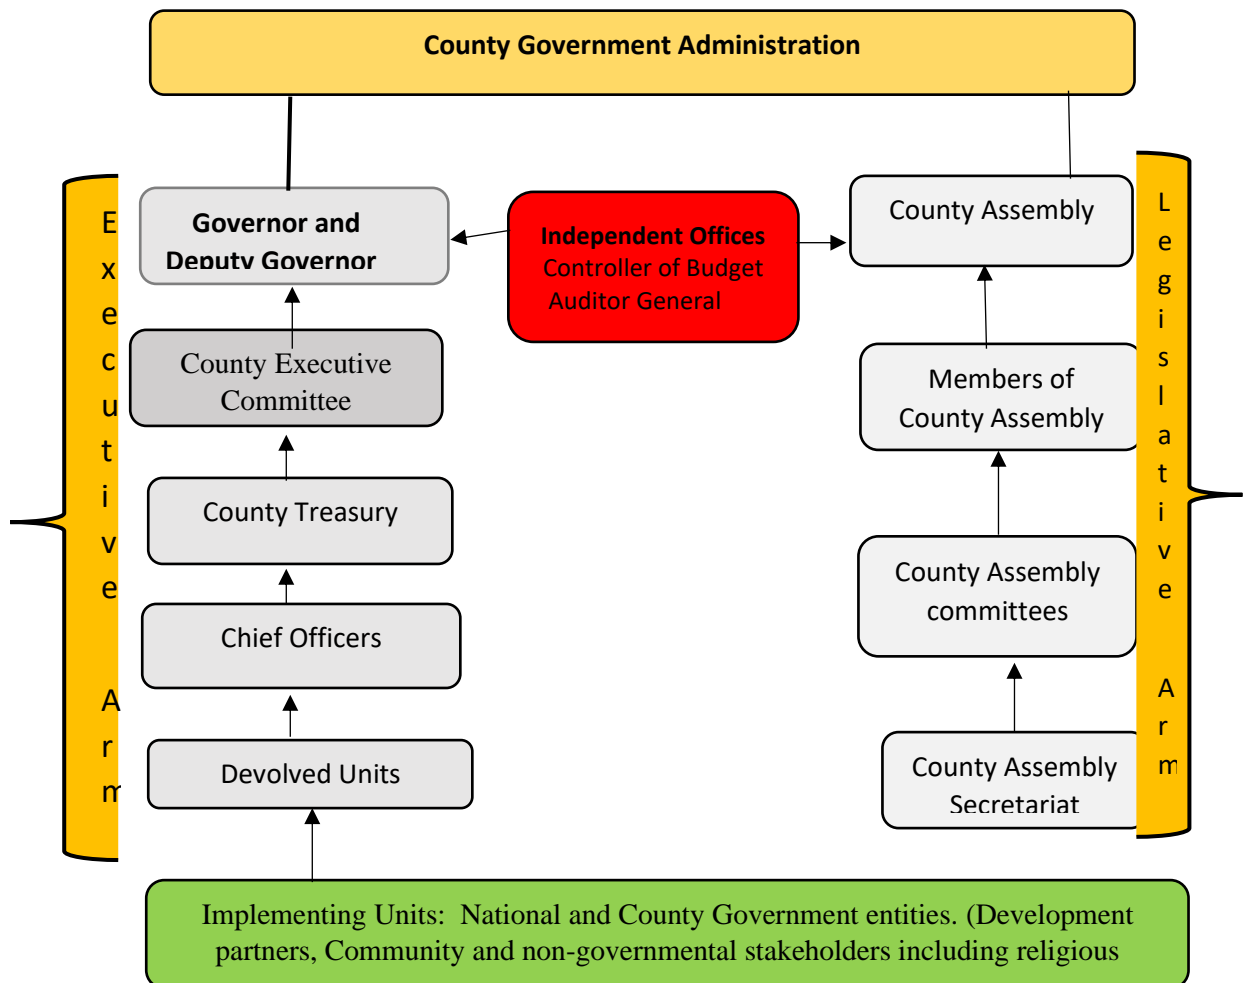 County Government Administration
Executive Arm
Governor and
Deputy Governor
Independent Offices
Controller of Budget
Auditor General
County Assembly
Legislative Arm
County Executive
Committee
Members of
County Assembly
County Treasury
County Assembly
committees
Chief Officers
Devolved Units
County Assembly
Secretariat
Implementing Units: National and County Government entities. (Development
partners, Community and non-governmental stakeholders including religious